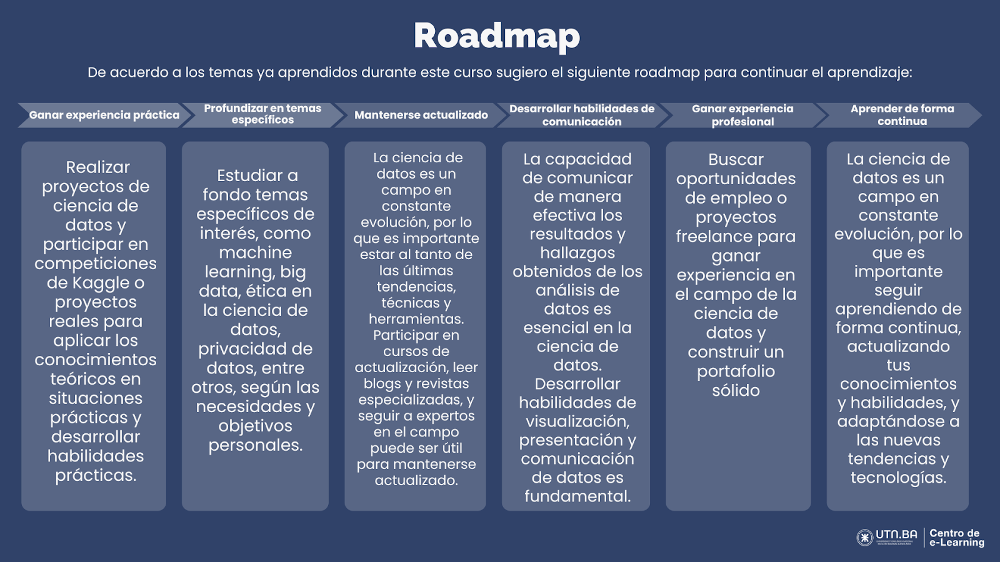 Roadmap
De acuerdo a los temas ya aprendidos durante este curso sugiero el siguiente roadmap para continuar el aprendizaje:
Ganar experiencia práctica
Profundizar en temas
específicos
Mantenerse actualizado
Desarrollar habilidades de
comunicación
Ganar experiencia
profesional
Aprender de forma
continua
Realizar
proyectos de
ciencia de
datos y
participar en
competiciones
de Kaggle o
proyectos
reales para
aplicar los
conocimientos
teóricos en
situaciones
prácticas y
desarrollar
habilidades
prácticas.
Estudiar a
fondo temas
específicos de
interés, como
machine
learning, big
data, ética en
la ciencia de
datos,
privacidad de
datos, entre
otros, según las
necesidades y
objetivos
personales.
La ciencia de
datos es un
campo en
constante
evolución, por lo
que es importante
estar al tanto de
las últimas
tendencias,
técnicas y
herramientas.
Participar en
cursos de
actualización, leer
blogs y revistas
especializadas, y
seguir a expertos
en el campo
puede ser útil
para mantenerse
actualizado.
La capacidad
de comunicar
de manera
efectiva los
resultados y
hallazgos
obtenidos de los
análisis de
datos es
esencial en la
ciencia de
datos.
Desarrollar
habilidades de
visualización,
presentación y
comunicación
de datos es
fundamental.
Buscar
oportunidades
de empleo o
proyectos
freelance para
ganar
experiencia en
el campo de la
ciencia de
datos y
construir un
portafolio
sólido
La ciencia de
datos es un
campo en
constante
evolución, por lo
que es
importante
seguir
aprendiendo de
forma continua,
actualizando
tus
conocimientos
y habilidades, y
adaptándose a
las nuevas
tendencias y
tecnologías.
UTN.BA
Centro de
e-Learning